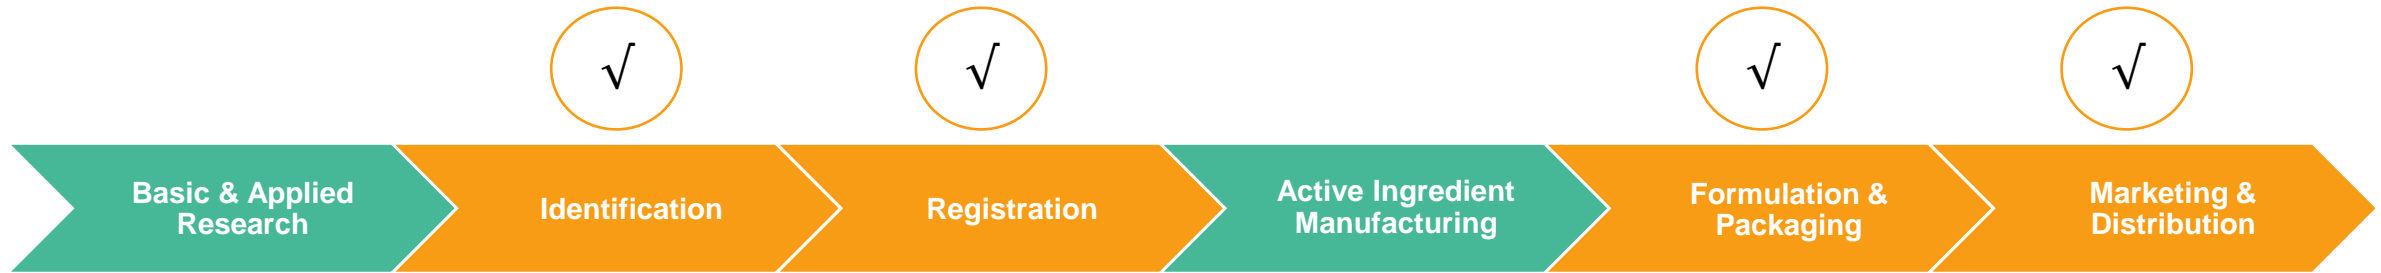 √
√
√
√
Basic & Applied
Research
Identification
Registration
Active Ingredient
Manufacturing
Formulation &
Packaging
Marketing &
Distribution